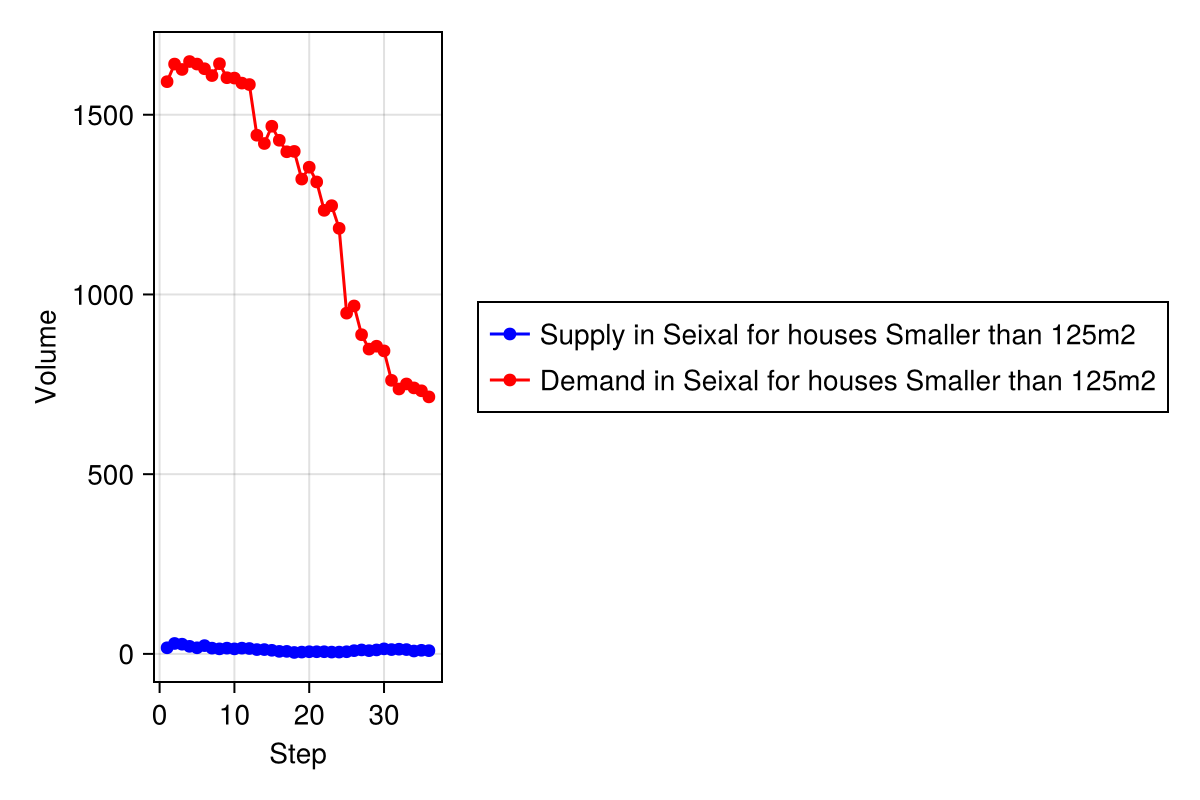 Volume
1500
1000
500
0
0 10 20 30
Step
Supply in Seixal for houses Smaller than 125m2
Demand in Seixal for houses Smaller than 125m2